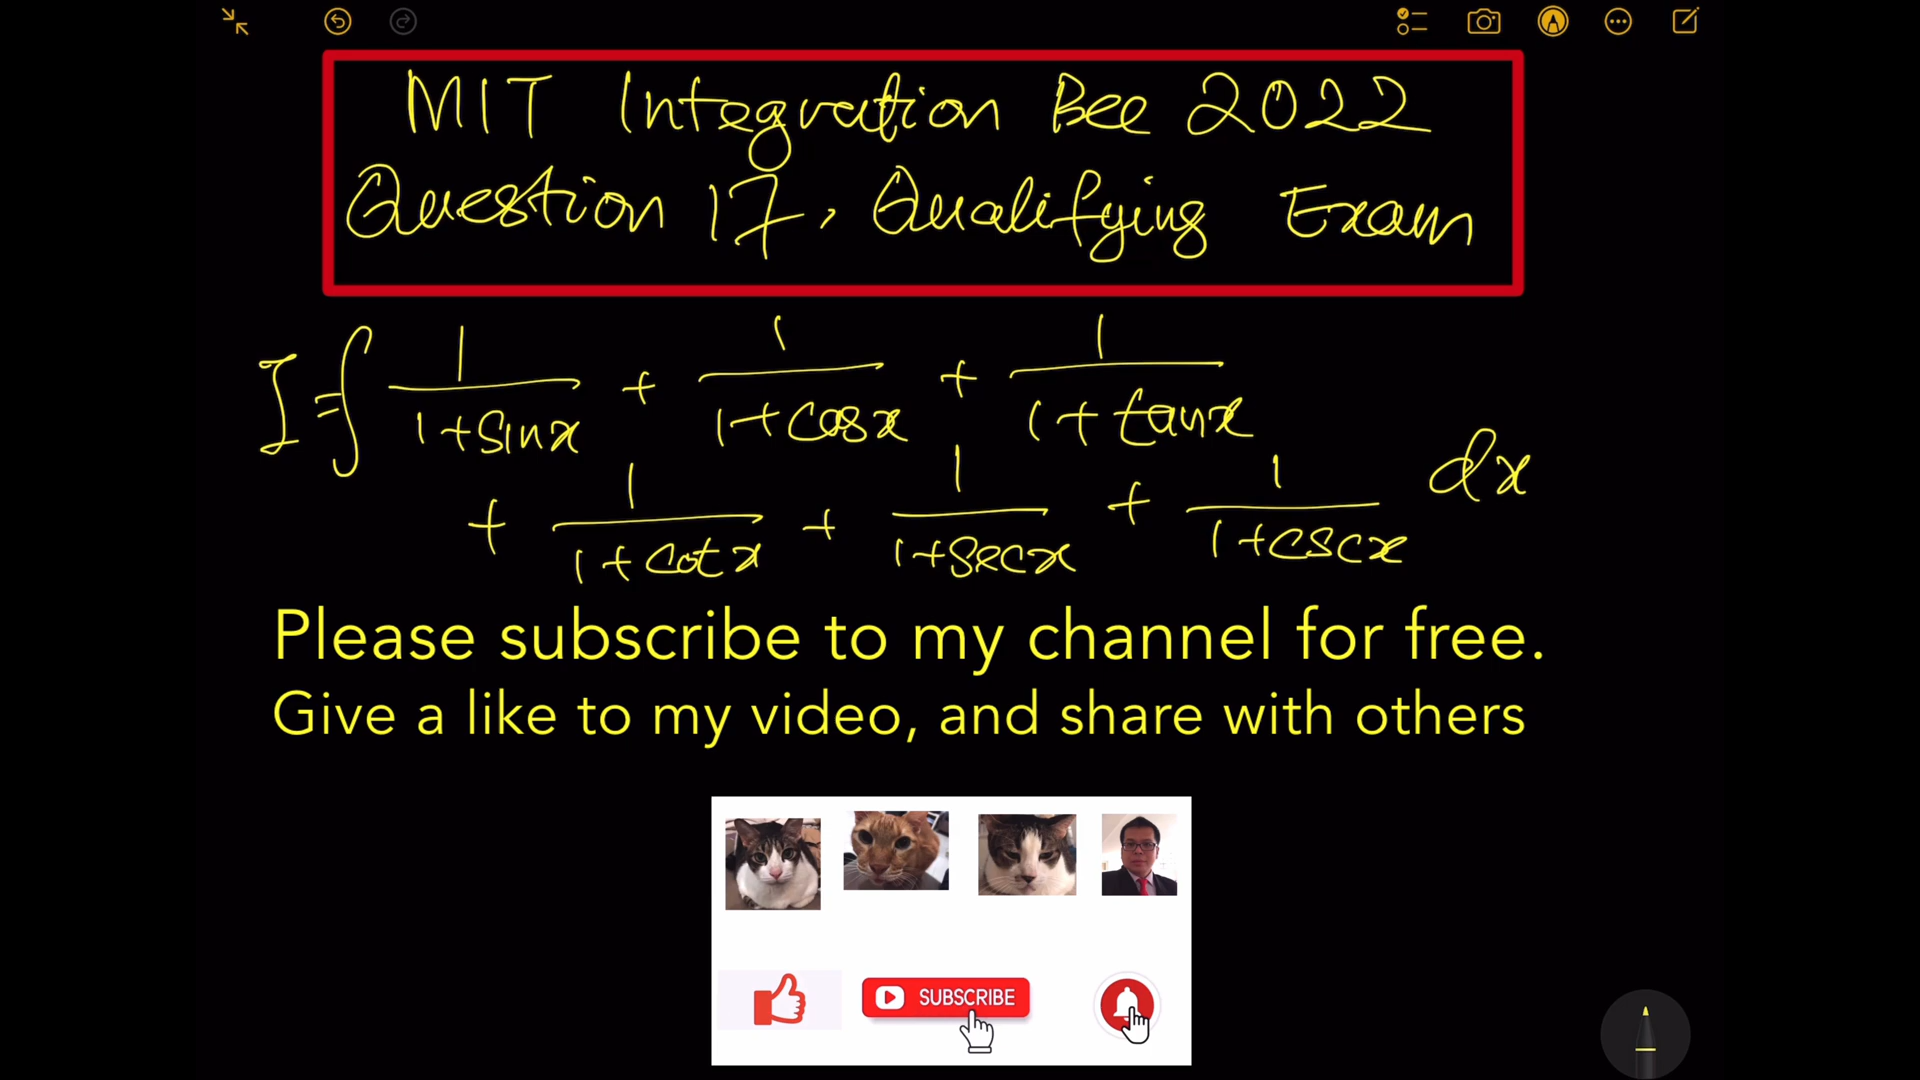 MIT Integration Bee 2022
Question 17, Qualifying Exam
I = ∫ 1/(1+sinx) + 1/(1+cosx) + 1/(1+tanx)
+ 1/(1+cotx) + 1/(1+secx) + 1/(1+cscx) dx
Please subscribe to my channel for free.
Give a like to my video, and share with others
SUBSCRIBE